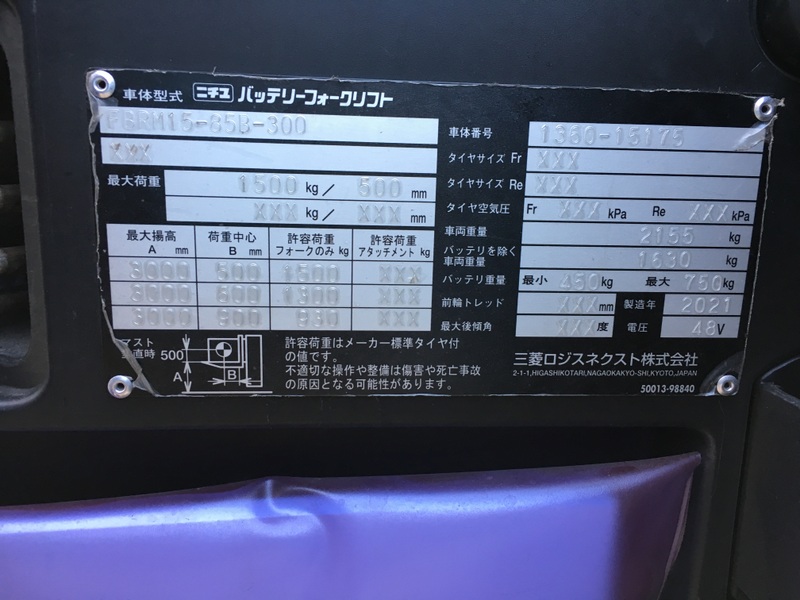 車体型式 ニチユ バッテリーフォークリフト
FBRM15-85B-300
XXX
最大荷重 1500 kg / 500 mm
XXX kg / XXX mm
最大揚高 A mm 荷重中心 B mm 許容荷重 フォークのみ kg 許容荷重 アタッチメント kg
3000 500 1500 XXX
3000 600 1300 XXX
3000 900 930 XXX
マスト垂直時 500 A B
許容荷重はメーカー標準タイヤ付
の値です。
不適切な操作や整備は傷害や死亡事故
の原因となる可能性があります。
車体番号 1360-15175
タイヤサイズ Fr XXX
タイヤサイズ Re XXX
タイヤ空気圧 Fr XXX kPa Re XXX kPa
車両重量 2155 kg
バッテリを除く
車両重量 1630 kg
バッテリ重量 最小 450 kg 最大 750 kg
前輪トレッド XXX mm 製造年 2021
最大後傾角 XXX 度 電圧 48 V
三菱ロジスネクスト株式会社
2-1-1,HIGASHIKOTARI,NAGAOKAKYO-SHI,KYOTO,JAPAN
50013-98840